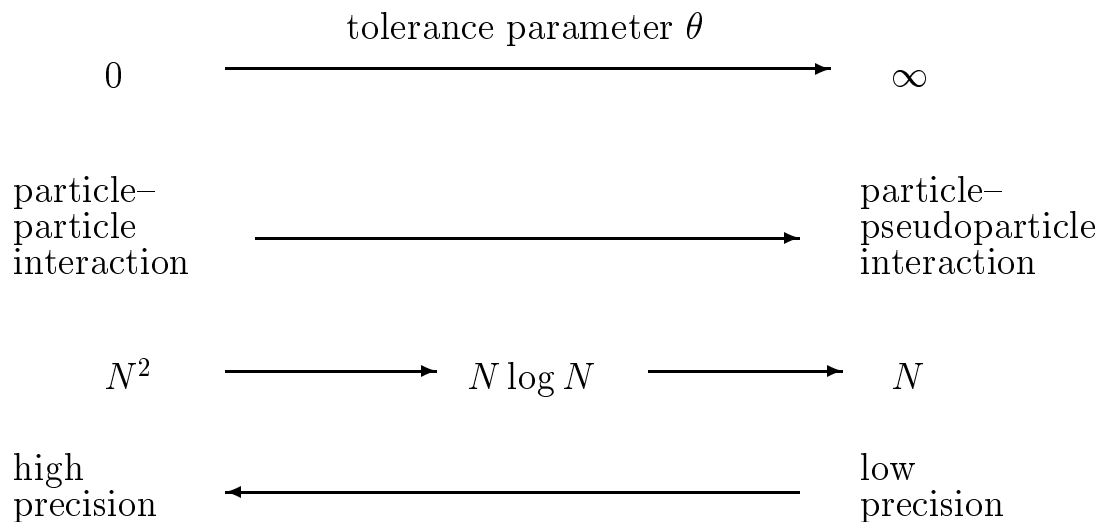 tolerance parameter θ
0 ∞
particle–
particle
interaction
particle–
pseudoparticle
interaction
N² N log N N
high
precision
low
precision